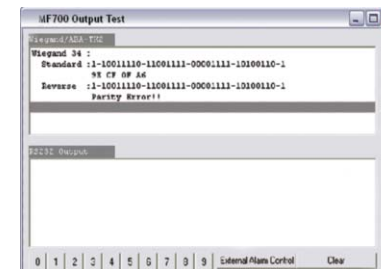 MF700 Output Test
Wiegand/ABA-TK2
Wiegand 34 :
Standard :1-10011110-11001111-00001111-10100110-1
9E CF 0F A6
Reverse :1-10011110-11001111-00001111-10100110-1
Parity Error!!
RS232 Output
0 1 2 3 4 5 6 7 8 9 External Alarm Control Clear